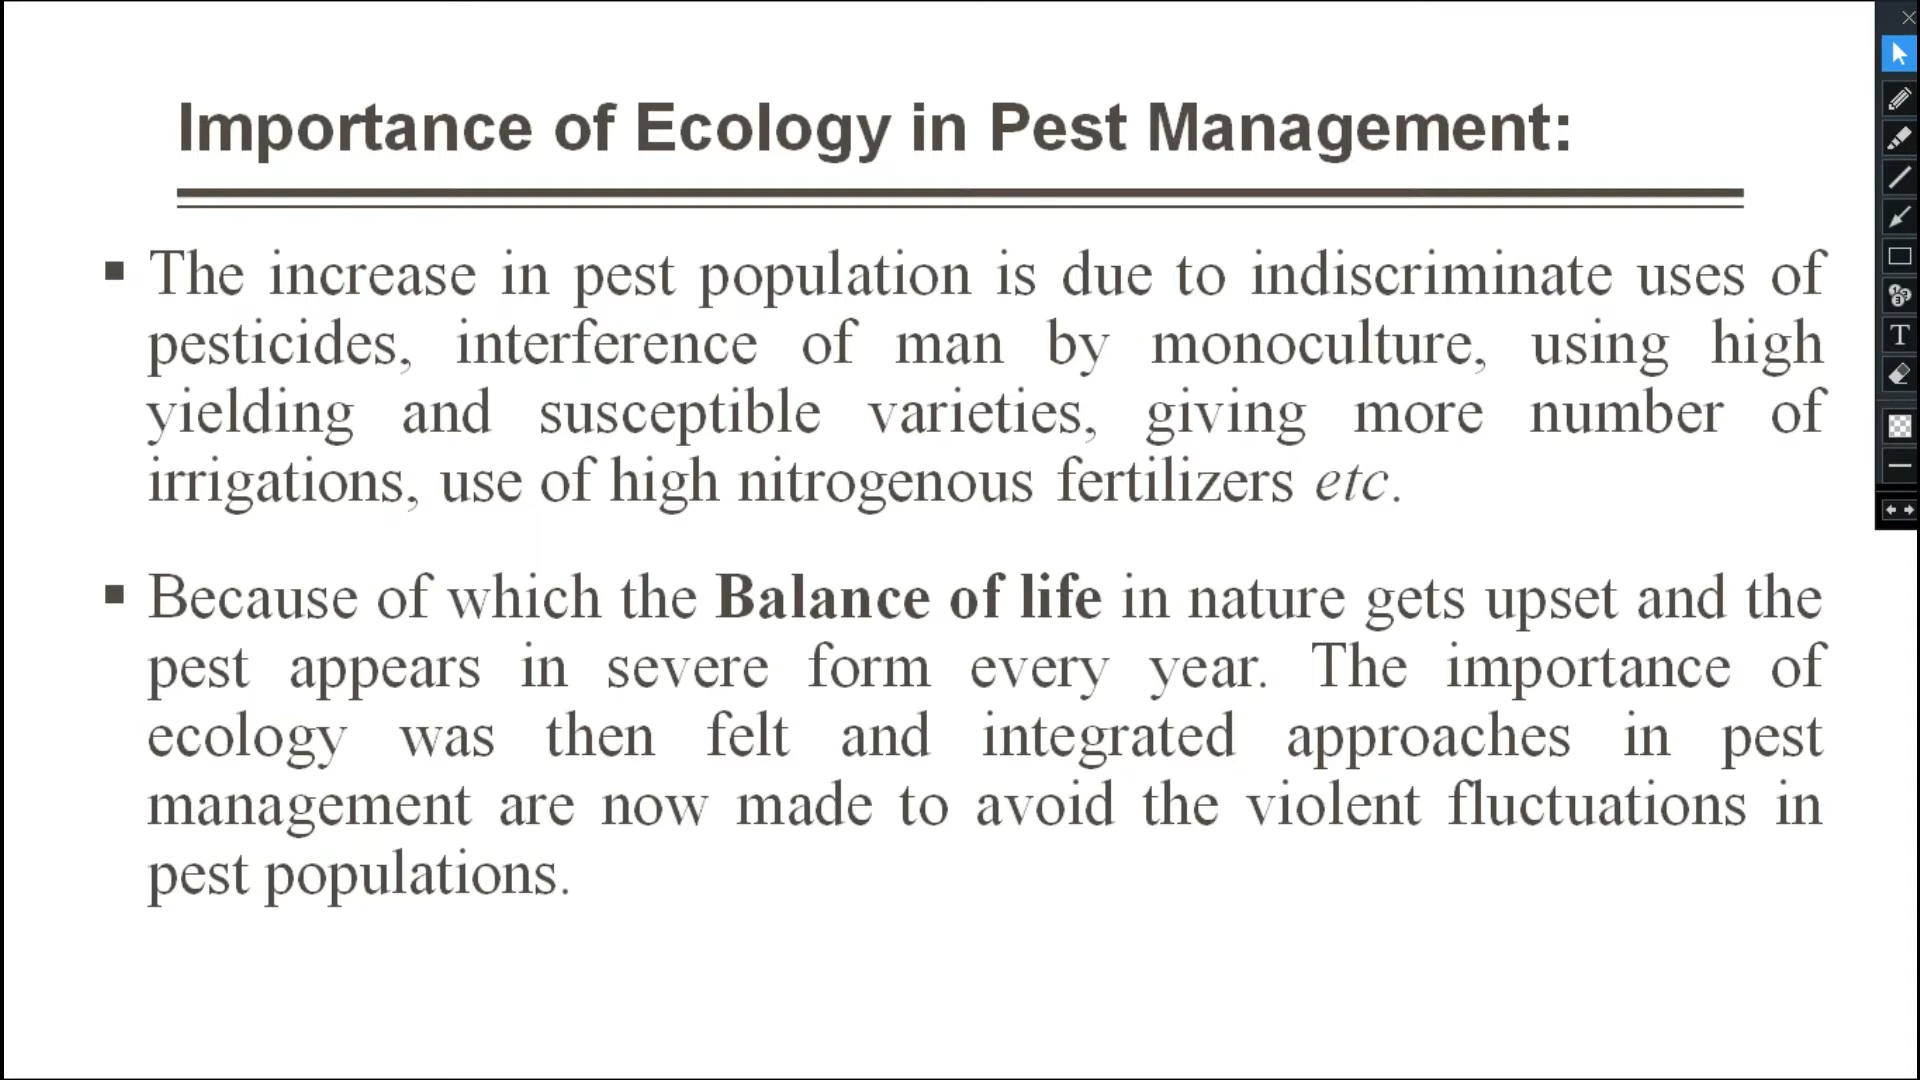 Importance of Ecology in Pest Management:
▪ The increase in pest population is due to indiscriminate uses of
pesticides, interference of man by monoculture, using high
yielding and susceptible varieties, giving more number of
irrigations, use of high nitrogenous fertilizers etc.
▪ Because of which the Balance of life in nature gets upset and the
pest appears in severe form every year. The importance of
ecology was then felt and integrated approaches in pest
management are now made to avoid the violent fluctuations in
pest populations.
T